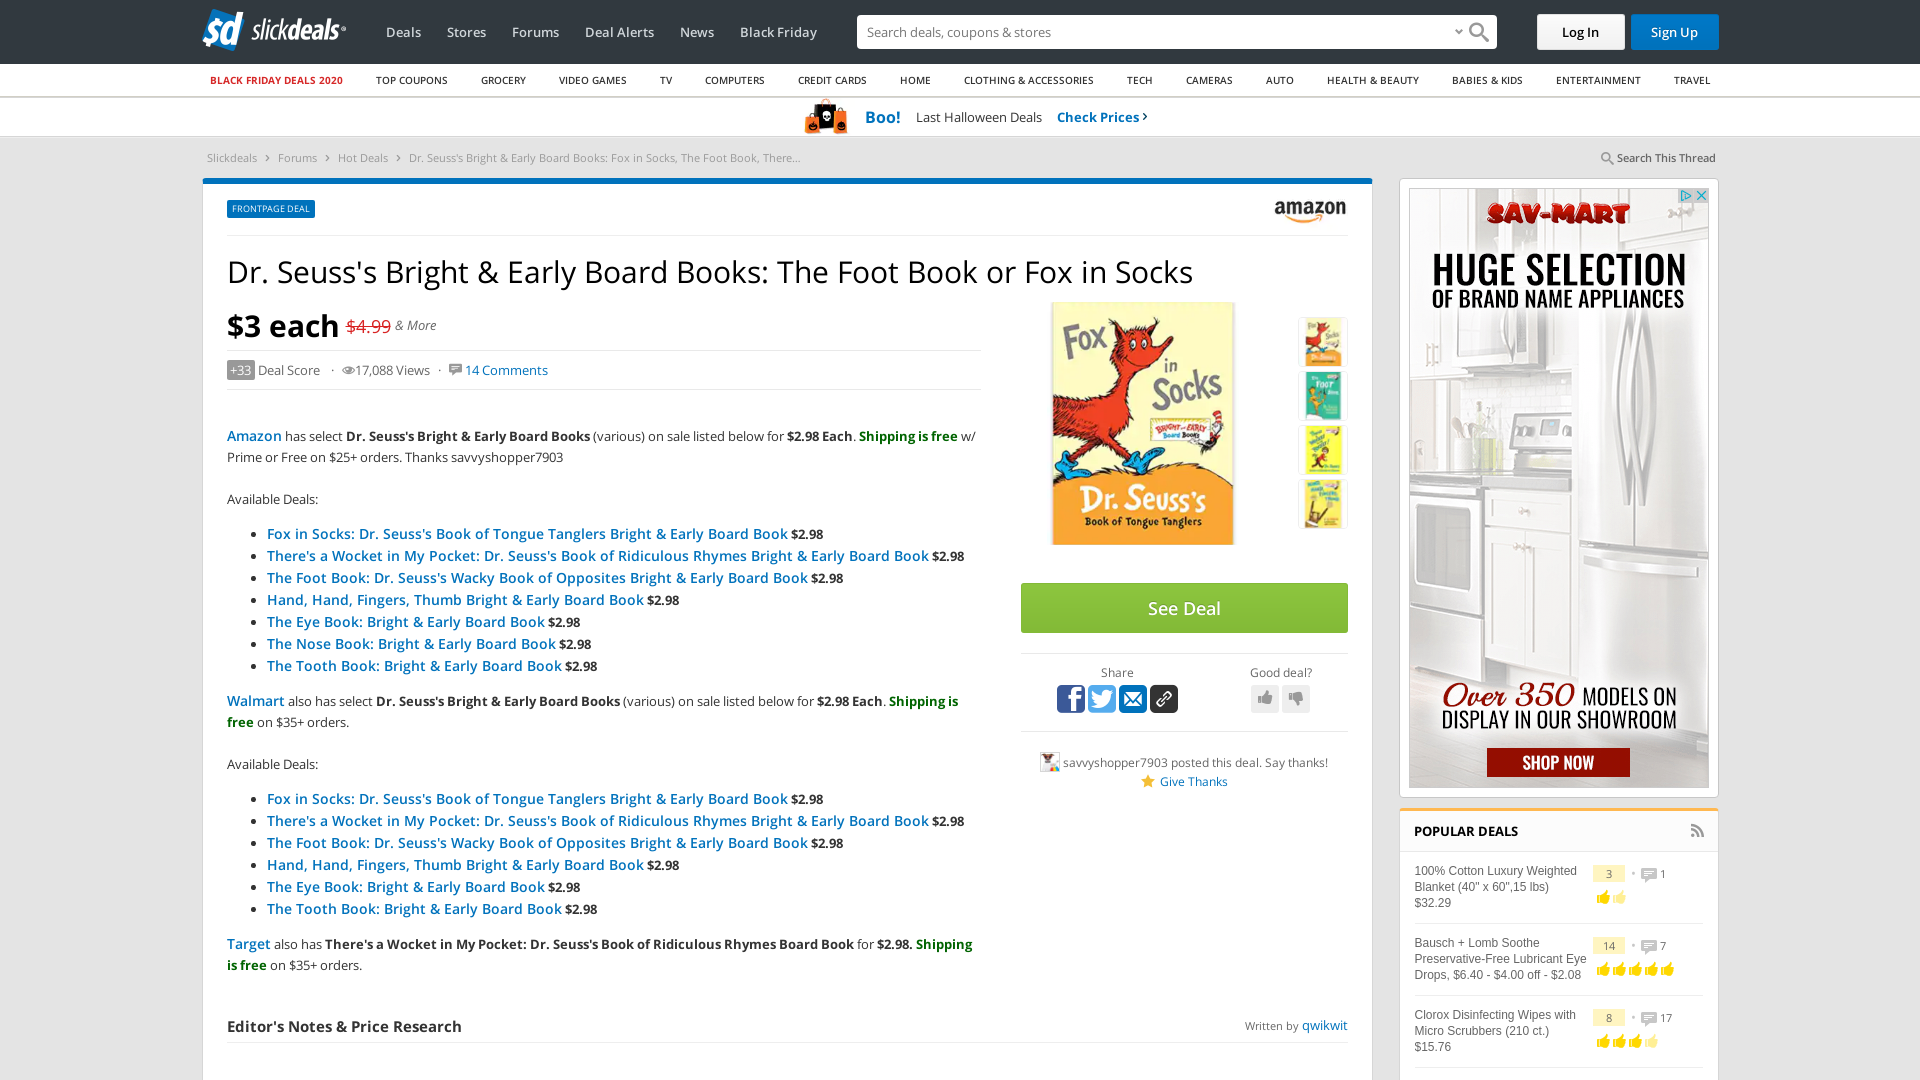 slickdeals
Deals
Stores
Forums
Deal Alerts
News
Black Friday
Search deals, coupons & stores
Log In
Sign Up
BLACK FRIDAY DEALS 2020
TOP COUPONS
GROCERY
VIDEO GAMES
TV
COMPUTERS
CREDIT CARDS
HOME
CLOTHING & ACCESSORIES
TECH
CAMERAS
AUTO
HEALTH & BEAUTY
BABIES & KIDS
ENTERTAINMENT
TRAVEL
Boo! Last Halloween Deals Check Prices ›
Slickdeals › Forums › Hot Deals › Dr. Seuss's Bright & Early Board Books: Fox in Socks, The Foot Book, There...
Search This Thread
FRONTPAGE DEAL
amazon
Dr. Seuss's Bright & Early Board Books: The Foot Book or Fox in Socks
$3 each $4.99 & More
+33 Deal Score · 17,088 Views · 14 Comments
Amazon has select Dr. Seuss's Bright & Early Board Books (various) on sale listed below for $2.98 Each. Shipping is free w/
Prime or Free on $25+ orders. Thanks savvyshopper7903
Available Deals:
• Fox in Socks: Dr. Seuss's Book of Tongue Tanglers Bright & Early Board Book $2.98
• There's a Wocket in My Pocket: Dr. Seuss's Book of Ridiculous Rhymes Bright & Early Board Book $2.98
• The Foot Book: Dr. Seuss's Wacky Book of Opposites Bright & Early Board Book $2.98
• Hand, Hand, Fingers, Thumb Bright & Early Board Book $2.98
• The Eye Book: Bright & Early Board Book $2.98
• The Nose Book: Bright & Early Board Book $2.98
• The Tooth Book: Bright & Early Board Book $2.98
Walmart also has select Dr. Seuss's Bright & Early Board Books (various) on sale listed below for $2.98 Each. Shipping is
free on $35+ orders.
Available Deals:
• Fox in Socks: Dr. Seuss's Book of Tongue Tanglers Bright & Early Board Book $2.98
• There's a Wocket in My Pocket: Dr. Seuss's Book of Ridiculous Rhymes Bright & Early Board Book $2.98
• The Foot Book: Dr. Seuss's Wacky Book of Opposites Bright & Early Board Book $2.98
• Hand, Hand, Fingers, Thumb Bright & Early Board Book $2.98
• The Eye Book: Bright & Early Board Book $2.98
• The Tooth Book: Bright & Early Board Book $2.98
Target also has There's a Wocket in My Pocket: Dr. Seuss's Book of Ridiculous Rhymes Board Book for $2.98. Shipping
is free on $35+ orders.
Editor's Notes & Price Research
Written by qwikwit
Fox
in
Socks
BRIGHT and EARLY
Board Books
Dr. Seuss's
Book of Tongue Tanglers
See Deal
Share
Good deal?
savvyshopper7903 posted this deal. Say thanks!
Give Thanks
SAV-MART
HUGE SELECTION
OF BRAND NAME APPLIANCES
Over 350 MODELS ON
DISPLAY IN OUR SHOWROOM
SHOP NOW
POPULAR DEALS
100% Cotton Luxury Weighted
Blanket (40" x 60",15 lbs)
$32.29
3 • 1
Bausch + Lomb Soothe
Preservative-Free Lubricant Eye
Drops, $6.40 - $4.00 off - $2.08
14 • 7
Clorox Disinfecting Wipes with
Micro Scrubbers (210 ct.)
$15.76
8 • 17